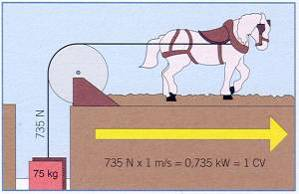 735 N
75 kg
735 N x 1 m/s = 0,735 kW = 1 CV